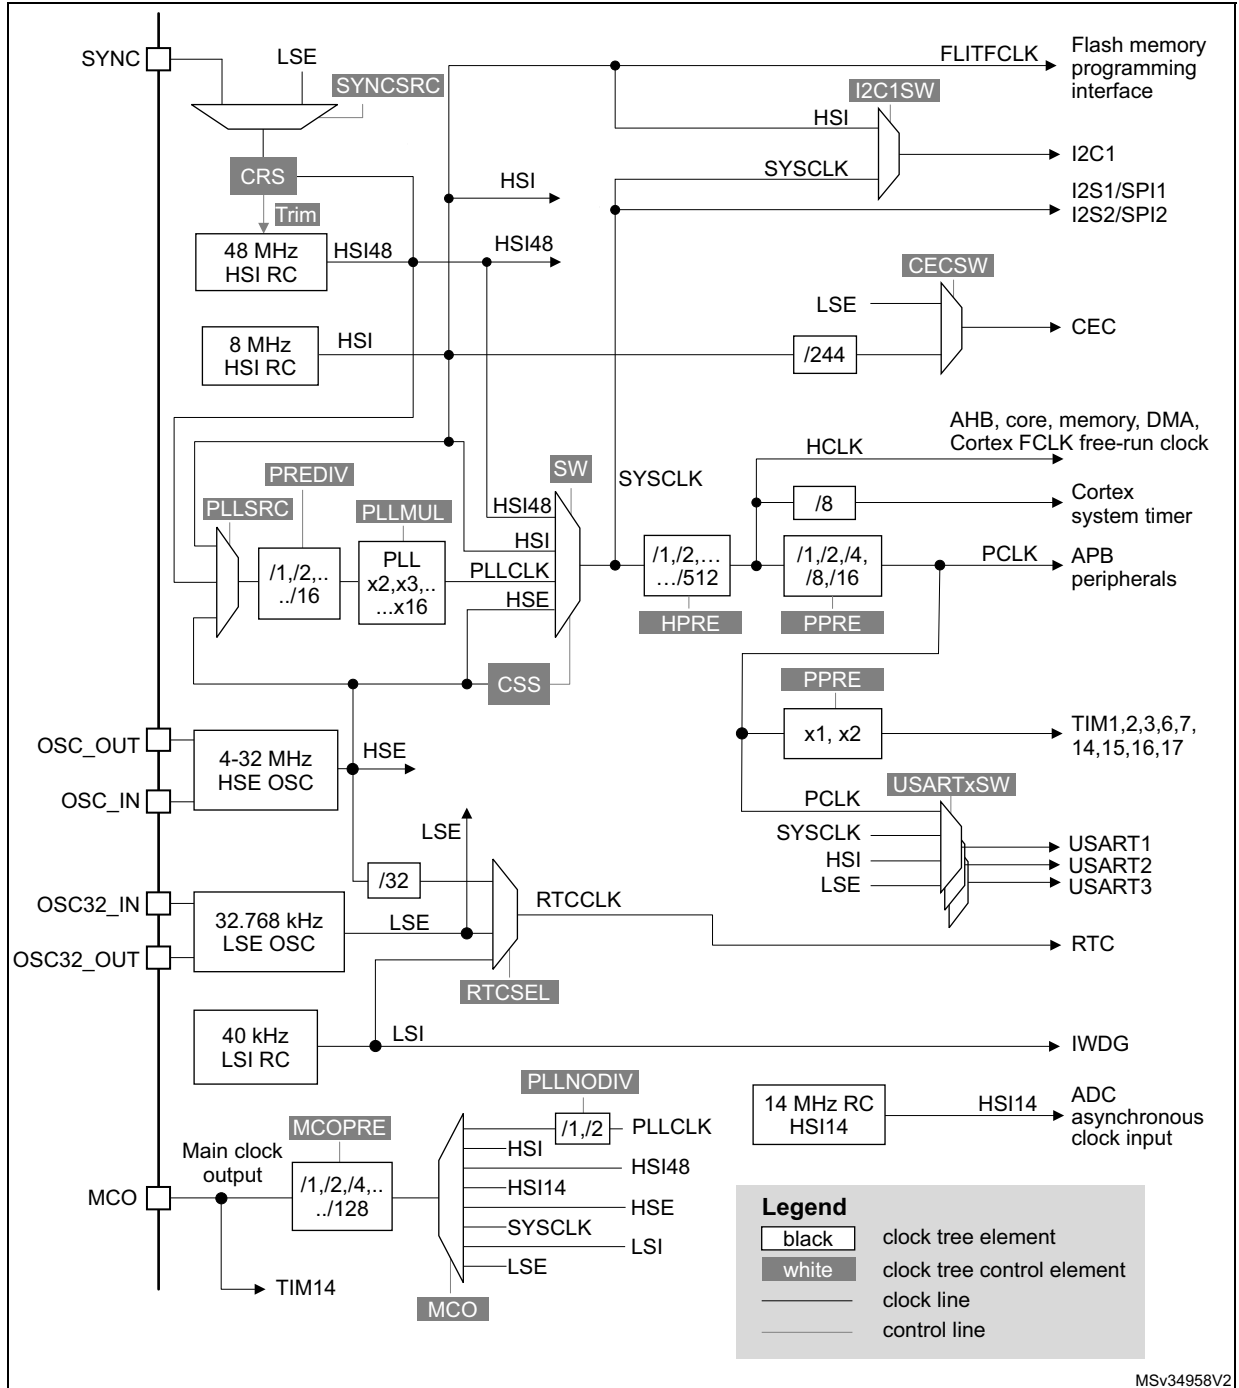 SYNC
LSE
SYNCSRC
FLITFCLK
Flash memory
programming
interface
I2C1SW
HSI
I2C1
CRS
SYSCLK
HSI
I2S1/SPI1
I2S2/SPI2
Trim
48 MHz
HSI RC
HSI48
HSI48
CECSW
LSE
CEC
8 MHz
HSI RC
HSI
/244
AHB, core, memory, DMA,
Cortex FCLK free-run clock
HCLK
SW
SYSCLK
PREDIV
PLLSRC
PLLMUL
HSI48
/8
Cortex
system timer
HSI
/1,/2,..
../16
PLL
x2,x3,..
...x16
PLLCLK
HSE
/1,/2,…
…/512
/1,/2,/4,
/8,/16
PCLK
APB
peripherals
HPRE
PPRE
CSS
PPRE
OSC_OUT
OSC_IN
4-32 MHz
HSE OSC
HSE
x1, x2
TIM1,2,3,6,7,
14,15,16,17
USARTxSW
PCLK
SYSCLK
HSI
LSE
USART1
USART2
USART3
LSE
/32
OSC32_IN
OSC32_OUT
32.768 kHz
LSE OSC
LSE
RTCCLK
RTC
RTCSEL
40 kHz
LSI RC
LSI
IWDG
PLLNODIV
14 MHz RC
HSI14
HSI14
ADC
asynchronous
clock input
MCOPRE
/1,/2
PLLCLK
Main clock
output
HSI
HSI48
MCO
/1,/2,/4,..
../128
HSI14
HSE
SYSCLK
LSI
LSE
TIM14
MCO
Legend
black
clock tree element
white
clock tree control element
clock line
control line
MSv34958V2